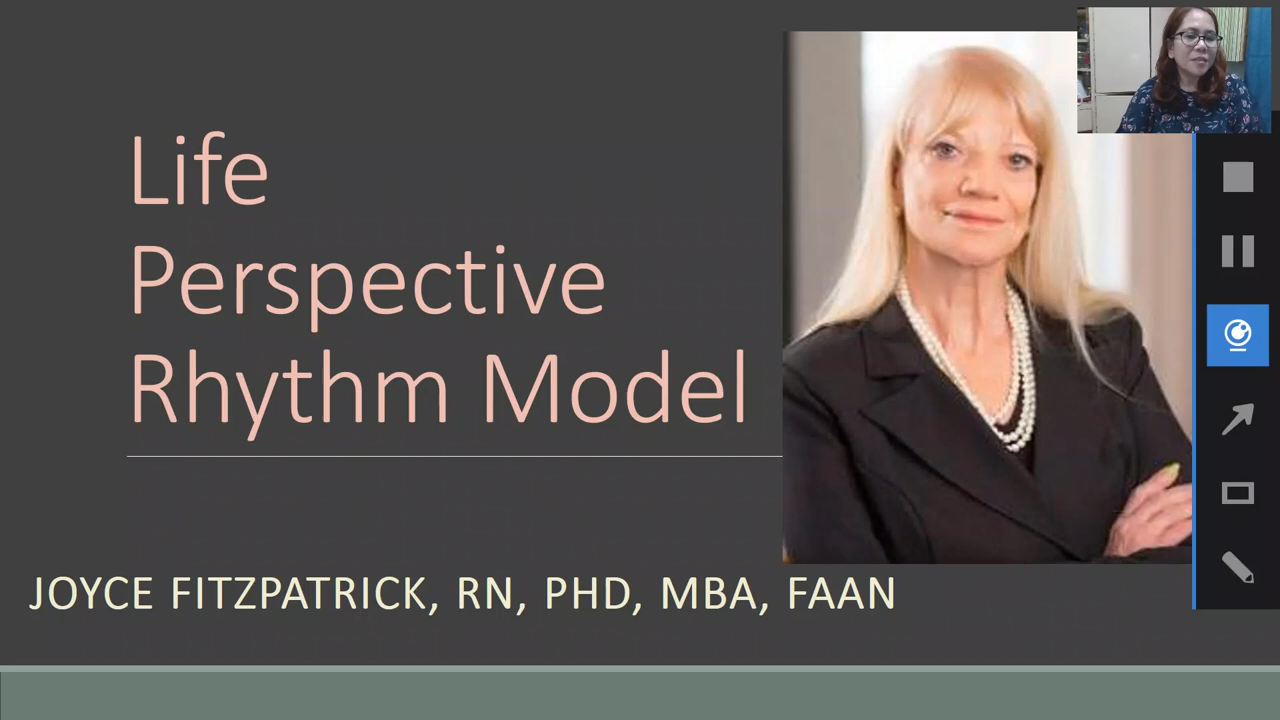 Life
Perspective
Rhythm Model
JOYCE FITZPATRICK, RN, PHD, MBA, FAAN